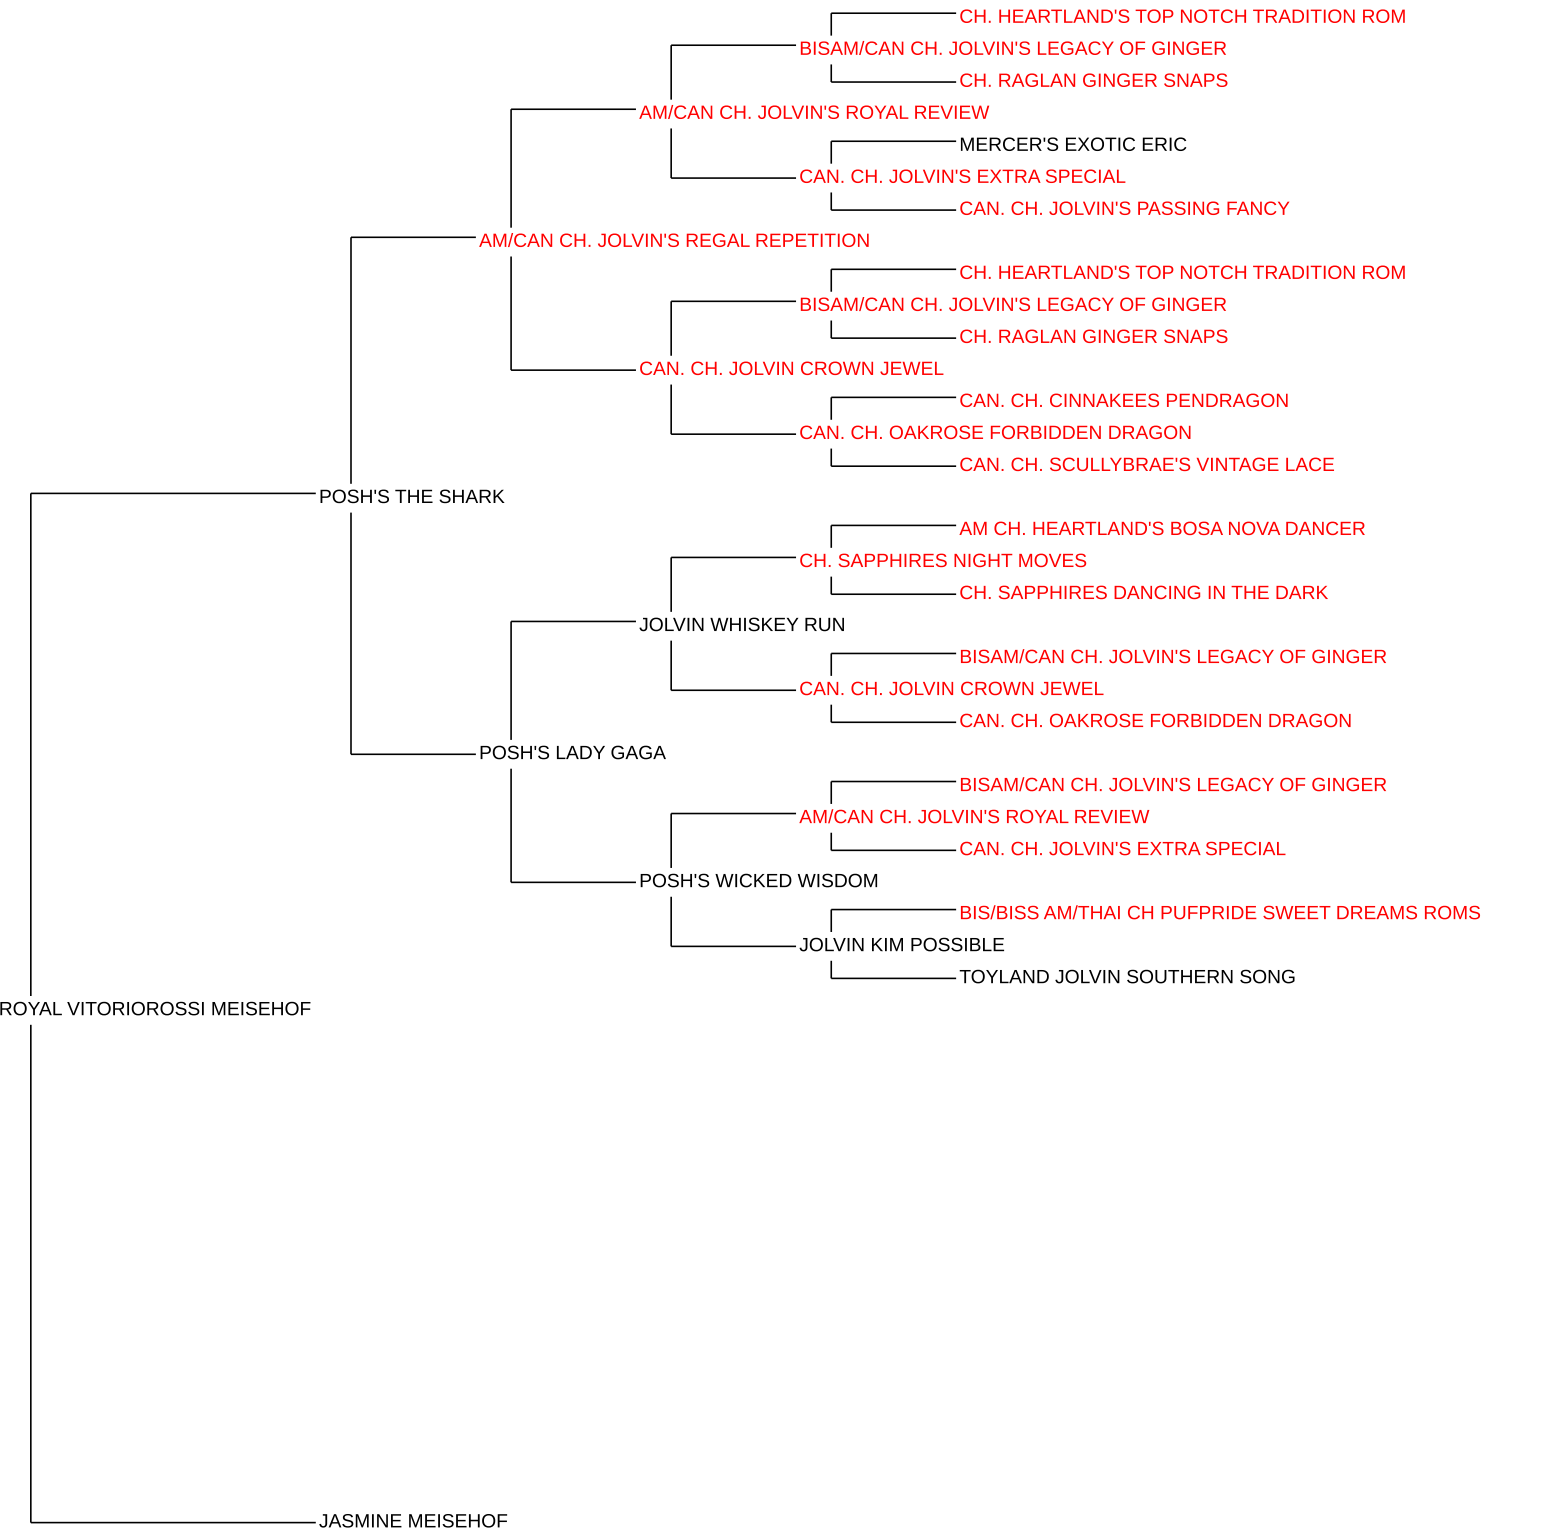 CH. HEARTLAND'S TOP NOTCH TRADITION ROM
BISAM/CAN CH. JOLVIN'S LEGACY OF GINGER
CH. RAGLAN GINGER SNAPS
AM/CAN CH. JOLVIN'S ROYAL REVIEW
MERCER'S EXOTIC ERIC
CAN. CH. JOLVIN'S EXTRA SPECIAL
CAN. CH. JOLVIN'S PASSING FANCY
AM/CAN CH. JOLVIN'S REGAL REPETITION
CH. HEARTLAND'S TOP NOTCH TRADITION ROM
BISAM/CAN CH. JOLVIN'S LEGACY OF GINGER
CH. RAGLAN GINGER SNAPS
CAN. CH. JOLVIN CROWN JEWEL
CAN. CH. CINNAKEES PENDRAGON
CAN. CH. OAKROSE FORBIDDEN DRAGON
CAN. CH. SCULLYBRAE'S VINTAGE LACE
POSH'S THE SHARK
AM CH. HEARTLAND'S BOSA NOVA DANCER
CH. SAPPHIRES NIGHT MOVES
CH. SAPPHIRES DANCING IN THE DARK
JOLVIN WHISKEY RUN
BISAM/CAN CH. JOLVIN'S LEGACY OF GINGER
CAN. CH. JOLVIN CROWN JEWEL
CAN. CH. OAKROSE FORBIDDEN DRAGON
POSH'S LADY GAGA
BISAM/CAN CH. JOLVIN'S LEGACY OF GINGER
AM/CAN CH. JOLVIN'S ROYAL REVIEW
CAN. CH. JOLVIN'S EXTRA SPECIAL
POSH'S WICKED WISDOM
BIS/BISS AM/THAI CH PUFPRIDE SWEET DREAMS ROMS
JOLVIN KIM POSSIBLE
TOYLAND JOLVIN SOUTHERN SONG
ROYAL VITORIOROSSI MEISEHOF
JASMINE MEISEHOF